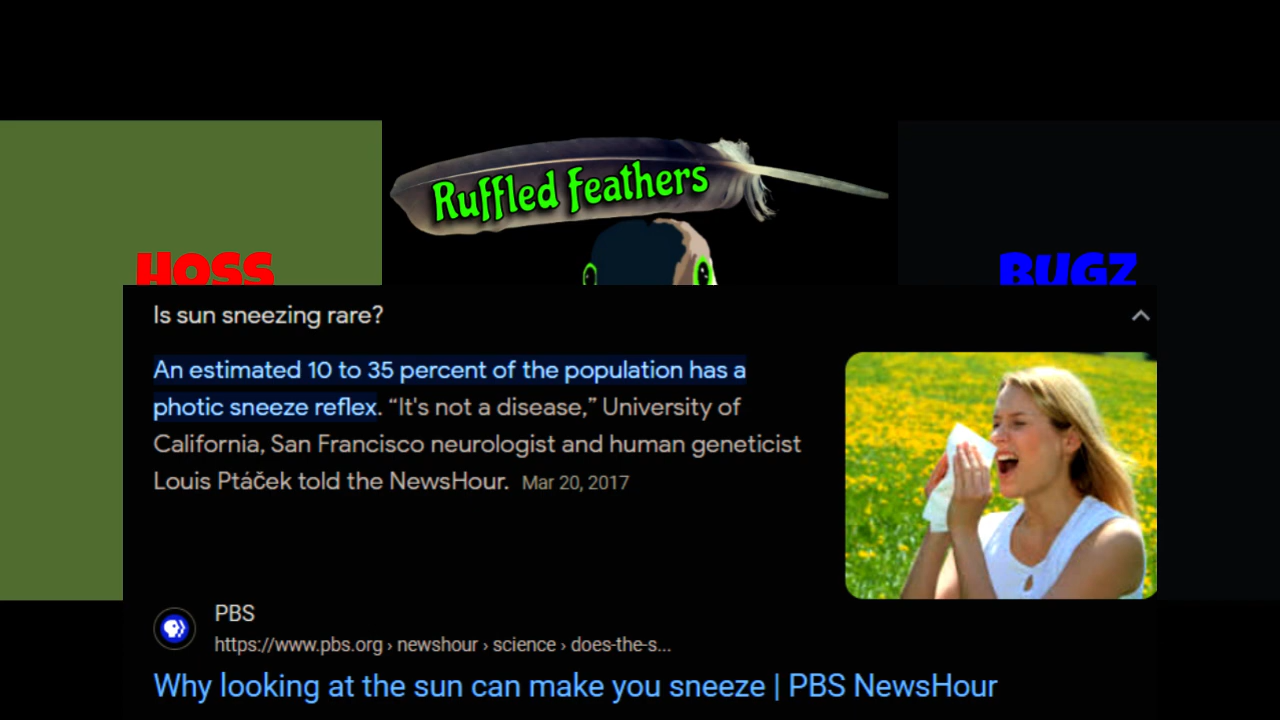 Ruffled Feathers
HOSS
BUGZ
Is sun sneezing rare?
An estimated 10 to 35 percent of the population has a
photic sneeze reflex. “It's not a disease,” University of
California, San Francisco neurologist and human geneticist
Louis Ptáček told the NewsHour. Mar 20, 2017
PBS
https://www.pbs.org › newshour › science › does-the-s...
Why looking at the sun can make you sneeze | PBS NewsHour